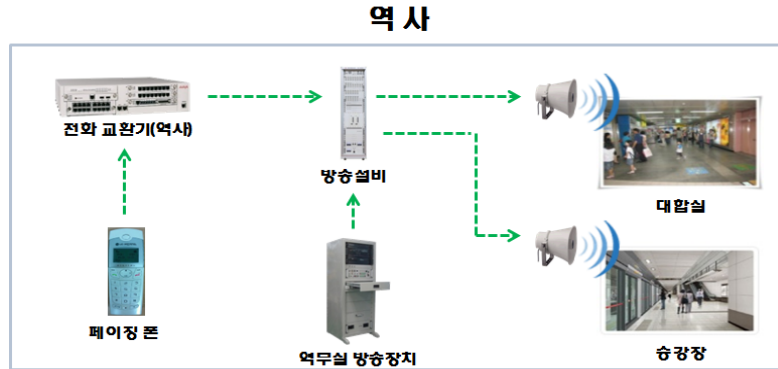 역 사
전화 교환기(역사)
방송설비
대합실
페이징 폰
역무실 방송장치
승강장